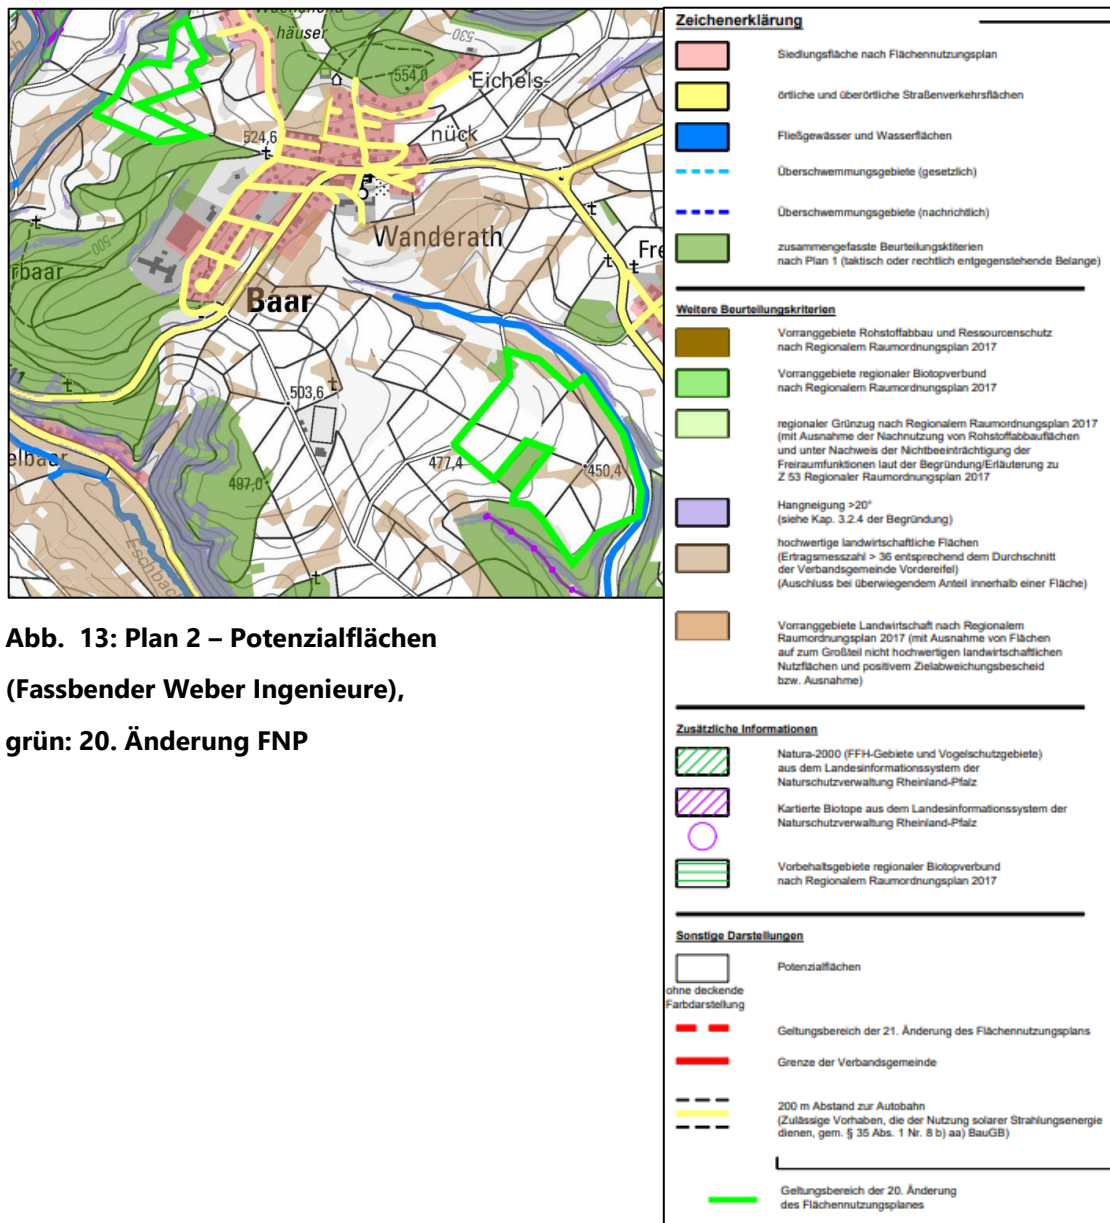 Wochenend
häuser
530
554,0
Eichels-
nück
524,6
Wanderath
Fre
500
rbaar
Baar
503,6
elbaar
477,4
450,4
497,0
Eschbach
Abb. 13: Plan 2 – Potenzialflächen
(Fassbender Weber Ingenieure),
grün: 20. Änderung FNP
Zeichenerklärung
Siedlungsfläche nach Flächennutzungsplan
örtliche und überörtliche Straßenverkehrsflächen
Fließgewässer und Wasserflächen
Überschwemmungsgebiete (gesetzlich)
Überschwemmungsgebiete (nachrichtlich)
zusammengefasste Beurteilungsktiterien
nach Plan 1 (taktisch oder rechtlich entgegenstehende Belange)
Weitere Beurteilungskriterien
Vorranggebiete Rohstoffabbau und Ressourcenschutz
nach Regionalem Raumordnungsplan 2017
Vorranggebiete regionaler Biotopverbund
nach Regionalem Raumordnungsplan 2017
regionaler Grünzug nach Regionalem Raumordnungsplan 2017
(mit Ausnahme der Nachnutzung von Rohstoffabbauflächen
und unter Nachweis der Nichtbeeinträchtigung der
Freiraumfunktionen laut der Begründung/Erläuterung zu
Z 53 Regionaler Raumordnungsplan 2017
Hangneigung >20°
(siehe Kap. 3.2.4 der Begründung)
hochwertige landwirtschaftliche Flächen
(Ertragsmesszahl > 36 entsprechend dem Durchschnitt
der Verbandsgemeinde Vordereifel)
(Auschluss bei überwiegendem Anteil innerhalb einer Fläche)
Vorranggebiete Landwirtschaft nach Regionalem
Raumordnungsplan 2017 (mit Ausnahme von Flächen
auf zum Großteil nicht hochwertigen landwirtschaftlichen
Nutzflächen und positivem Zielabweichungsbescheid
bzw. Ausnahme)
Zusätzliche Informationen
Natura-2000 (FFH-Gebiete und Vogelschutzgebiete)
aus dem Landesinformationssystem der
Naturschutzverwaltung Rheinland-Pfalz
Kartierte Biotope aus dem Landesinformationssystem der
Naturschutzverwaltung Rheinland-Pfalz
Vorbehaltsgebiete regionaler Biotopverbund
nach Regionalem Raumordnungsplan 2017
Sonstige Darstellungen
Potenzialflächen
ohne deckende
Farbdarstellung
Geltungsbereich der 21. Änderung des Flächennutzungsplans
Grenze der Verbandsgemeinde
200 m Abstand zur Autobahn
(Zulässige Vorhaben, die der Nutzung solarer Strahlungsenergie
dienen, gem. § 35 Abs. 1 Nr. 8 b) aa) BauGB)
Geltungsbereich der 20. Änderung
des Flächennutzungsplanes